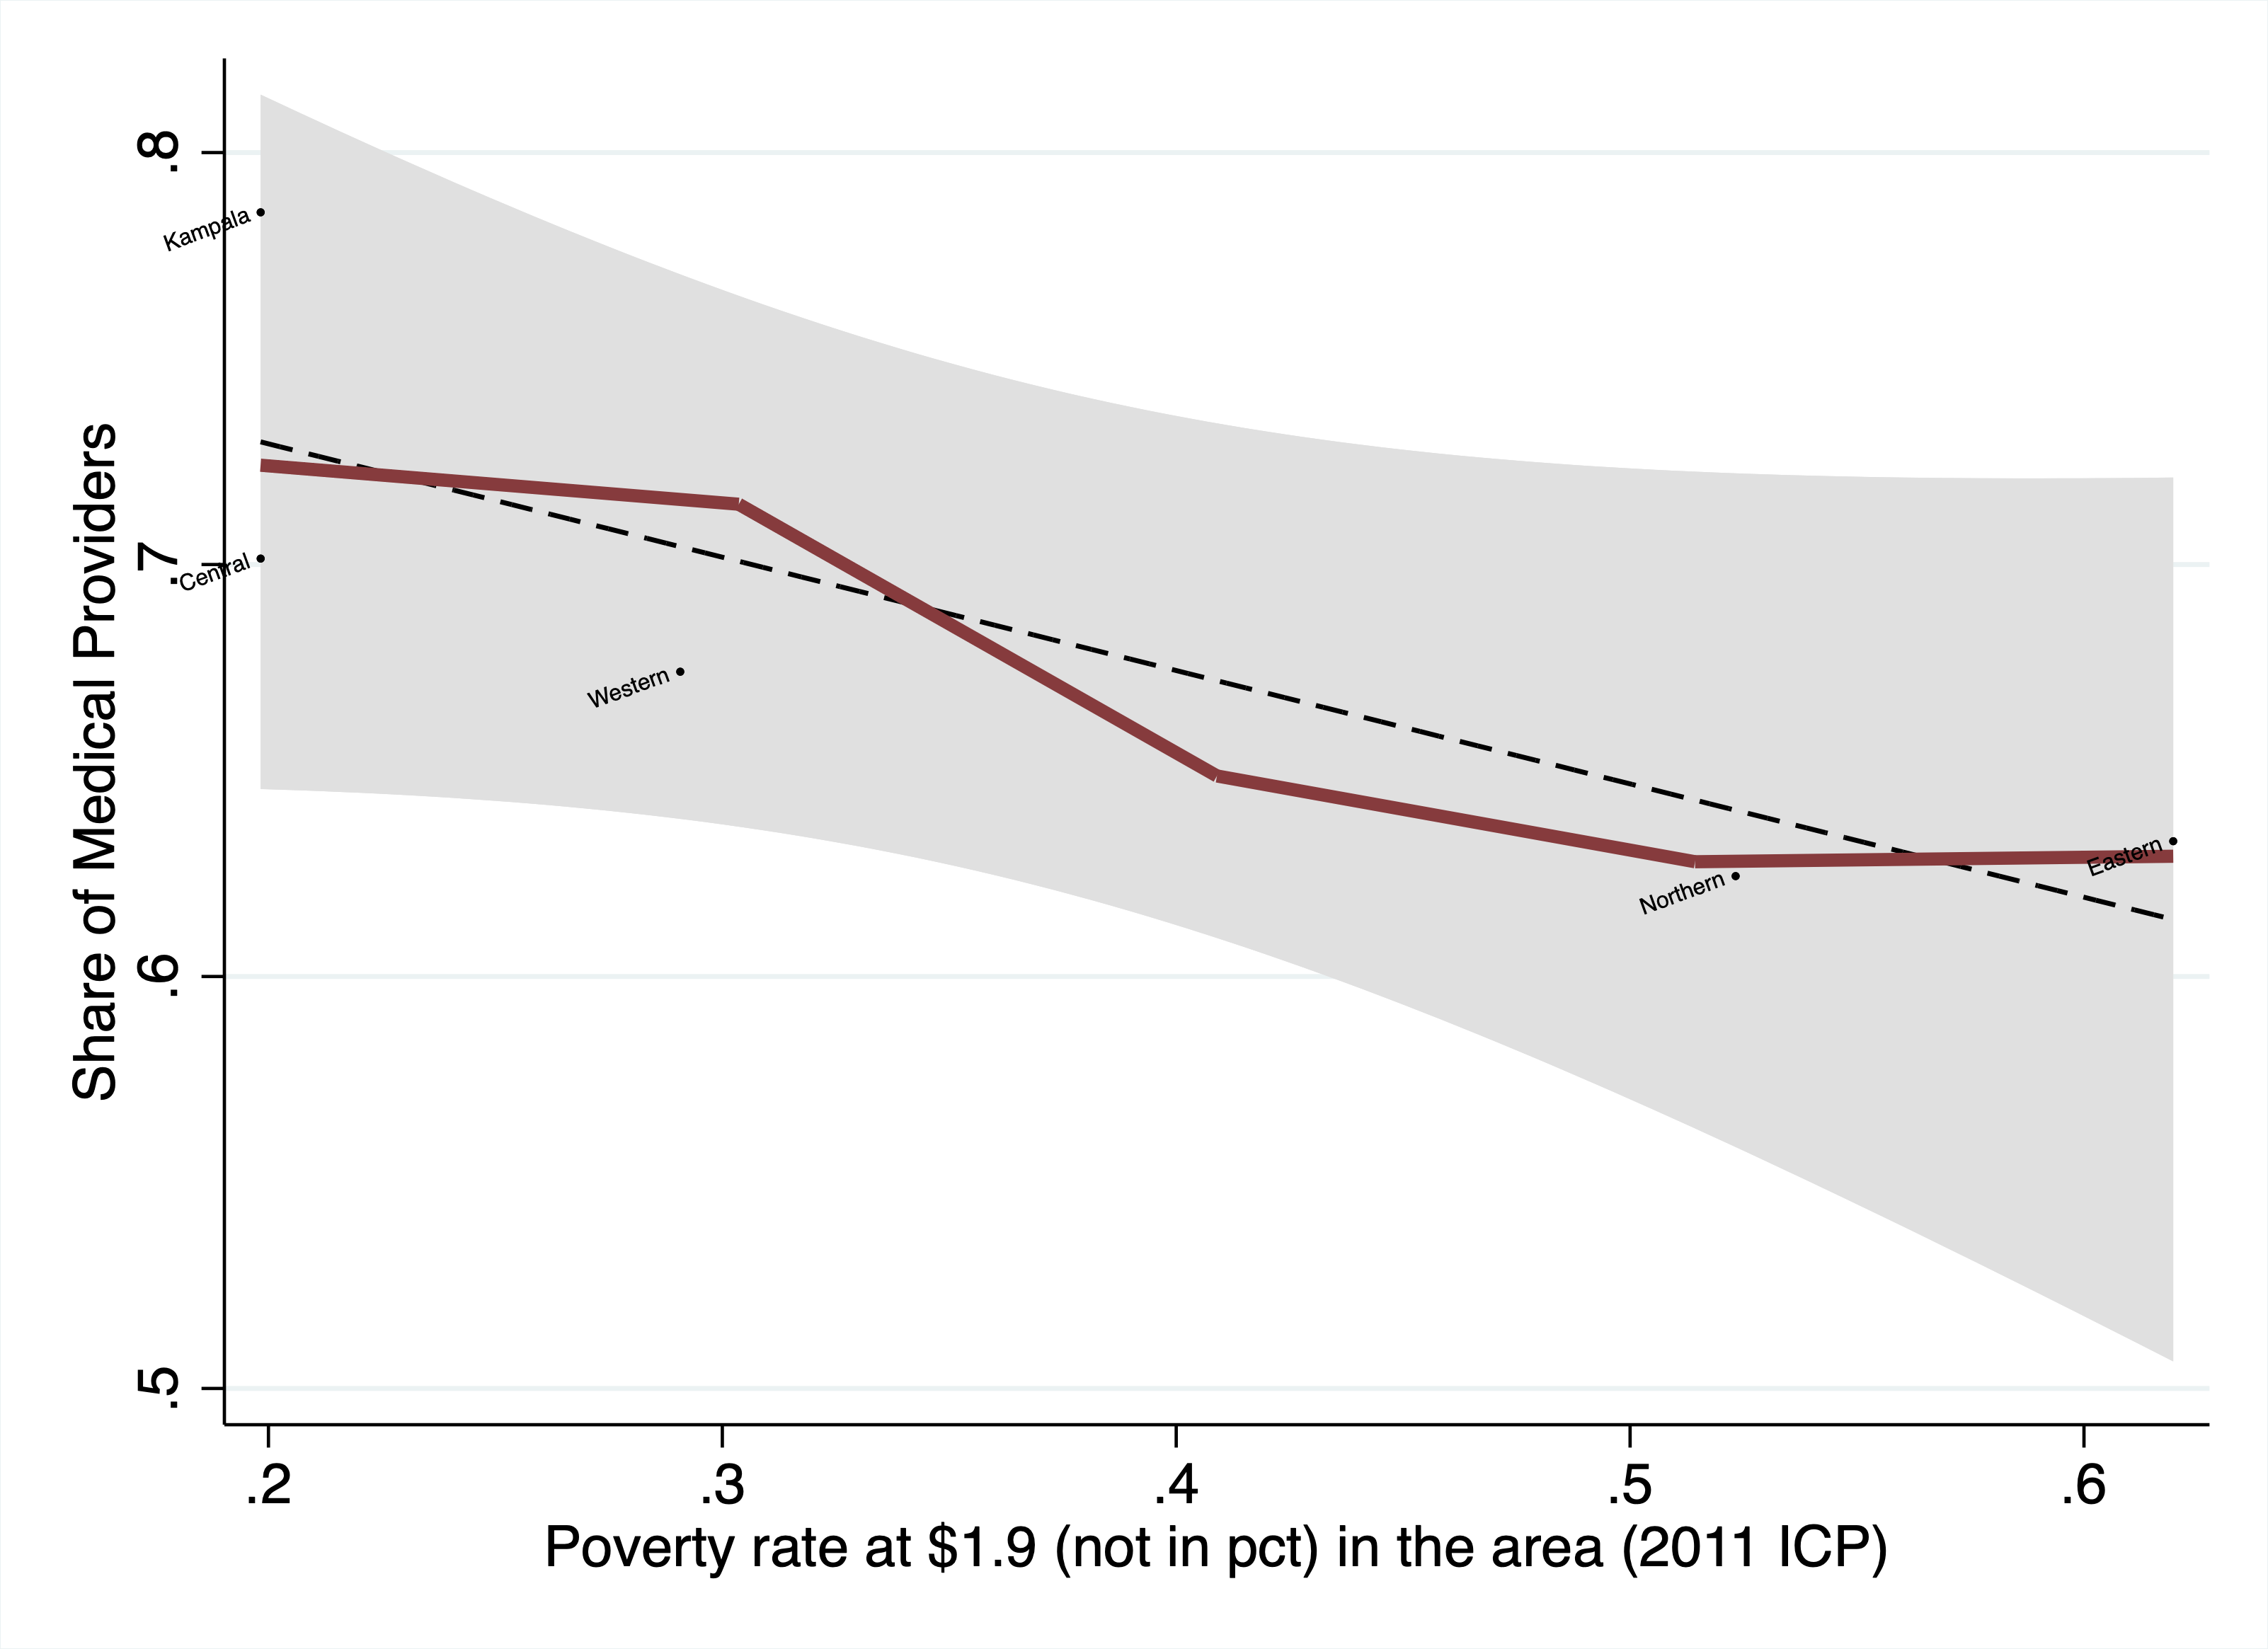 Share of Medical Providers
.8
.7
.6
.5
Kampala
Central
Western
Northern
Eastern
.2 .3 .4 .5 .6
Poverty rate at $1.9 (not in pct) in the area (2011 ICP)